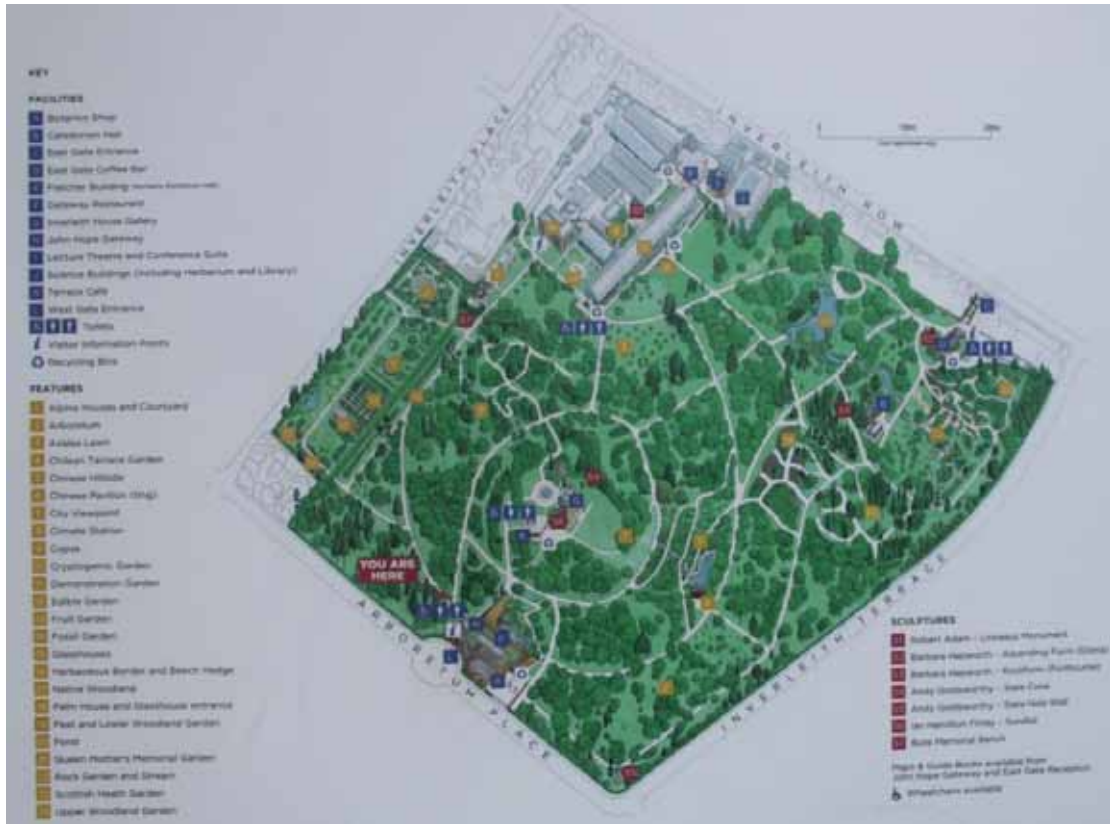 KEY
FACILITIES
Botanics Shop
Caledonian Hall
East Gate Entrance
East Gate Coffee Bar
Fletcher Building
Gateway Restaurant
Inverleith House Gallery
John Hope Gateway
Lecture Theatre and Conference Suite
Science Buildings (including Herbarium and Library)
Terrace Café
West Gate Entrance
Toilets
Visitor Information Points
Recycling Bins
FEATURES
Alpine Houses and Courtyard
Arboretum
Azalea Lawn
Chilean Terrace Garden
Chinese Hillside
Chinese Pavilion (Ting)
City Viewpoint
Climate Station
Copse
Cryptogamic Garden
Demonstration Garden
Edible Garden
Fruit Garden
Fossil Garden
Glasshouses
Herbaceous Border and Beech Hedge
Native Woodland
Palm House and Glasshouse entrance
Peat and Lower Woodland Garden
Pond
Queen Mother's Memorial Garden
Rock Garden and Stream
Scottish Heath Garden
Upper Woodland Garden
INVERLEITH PLACE
INVERLEITH ROW
YOU ARE
HERE
ARBORETUM PLACE
INVERLEITH TERRACE
SCULPTURES
Robert Adam - Linnaeus Monument
Barbara Hepworth - Ascending Form (Gloria)
Barbara Hepworth - Rockform (Porthcurno)
Andy Goldsworthy - Slate Cone
Andy Goldsworthy - Slate Hole Wall
Ian Hamilton Finlay - Sundial
Memorial Bench
Maps & Guide Books available from
John Hope Gateway and East Gate Reception
Wheelchairs available